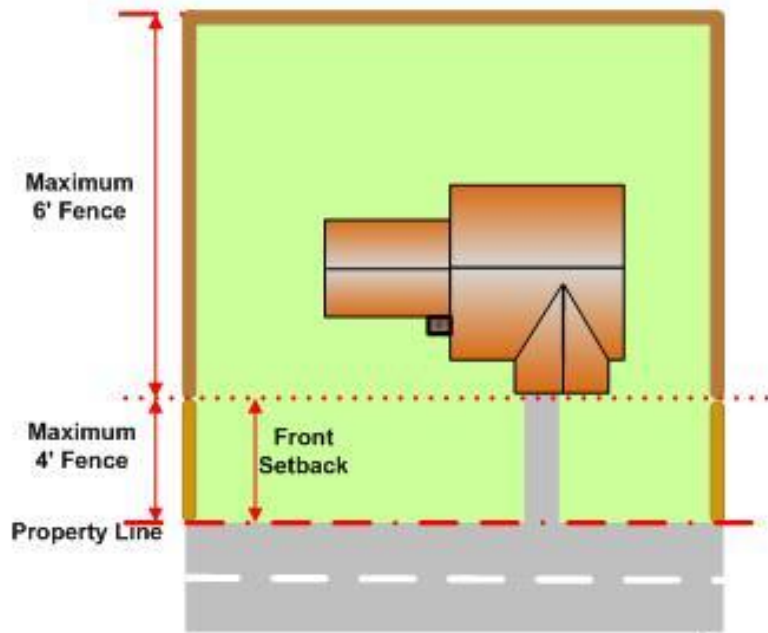 Maximum
6' Fence
Maximum
4' Fence
Front
Setback
Property Line